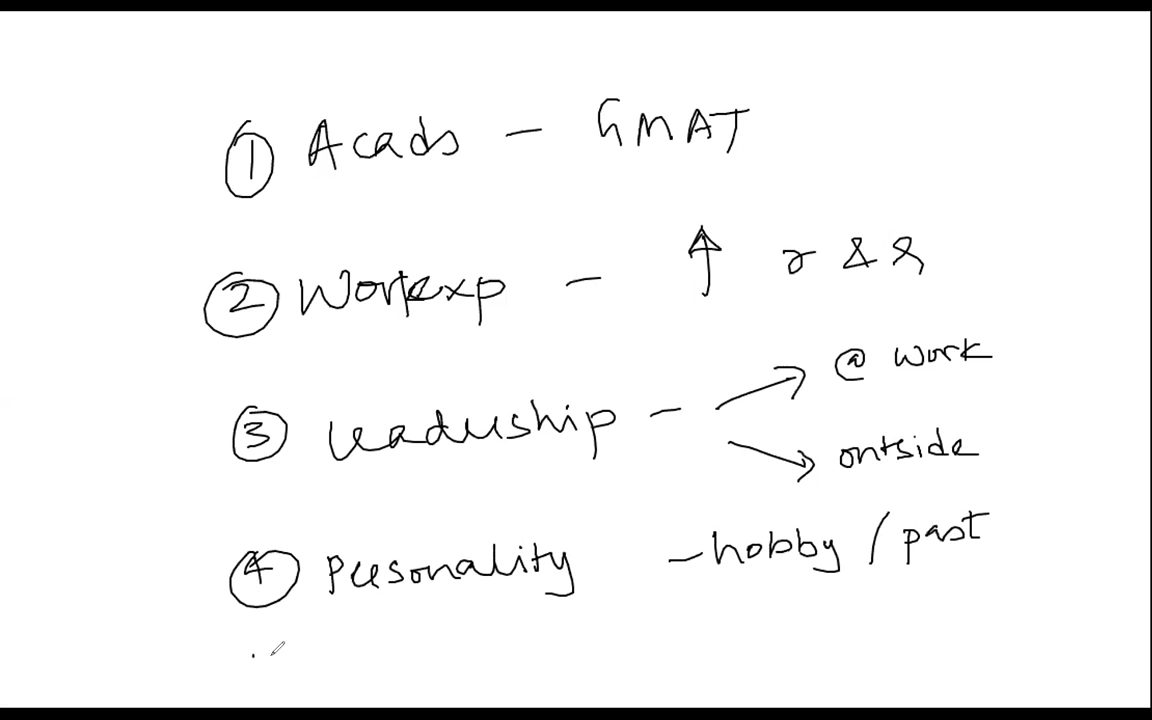 ① Acads - GMAT
② Workexp - ↑ r & R
③ Leadership - → @ work
→ outside
④ Personality - hobby / past